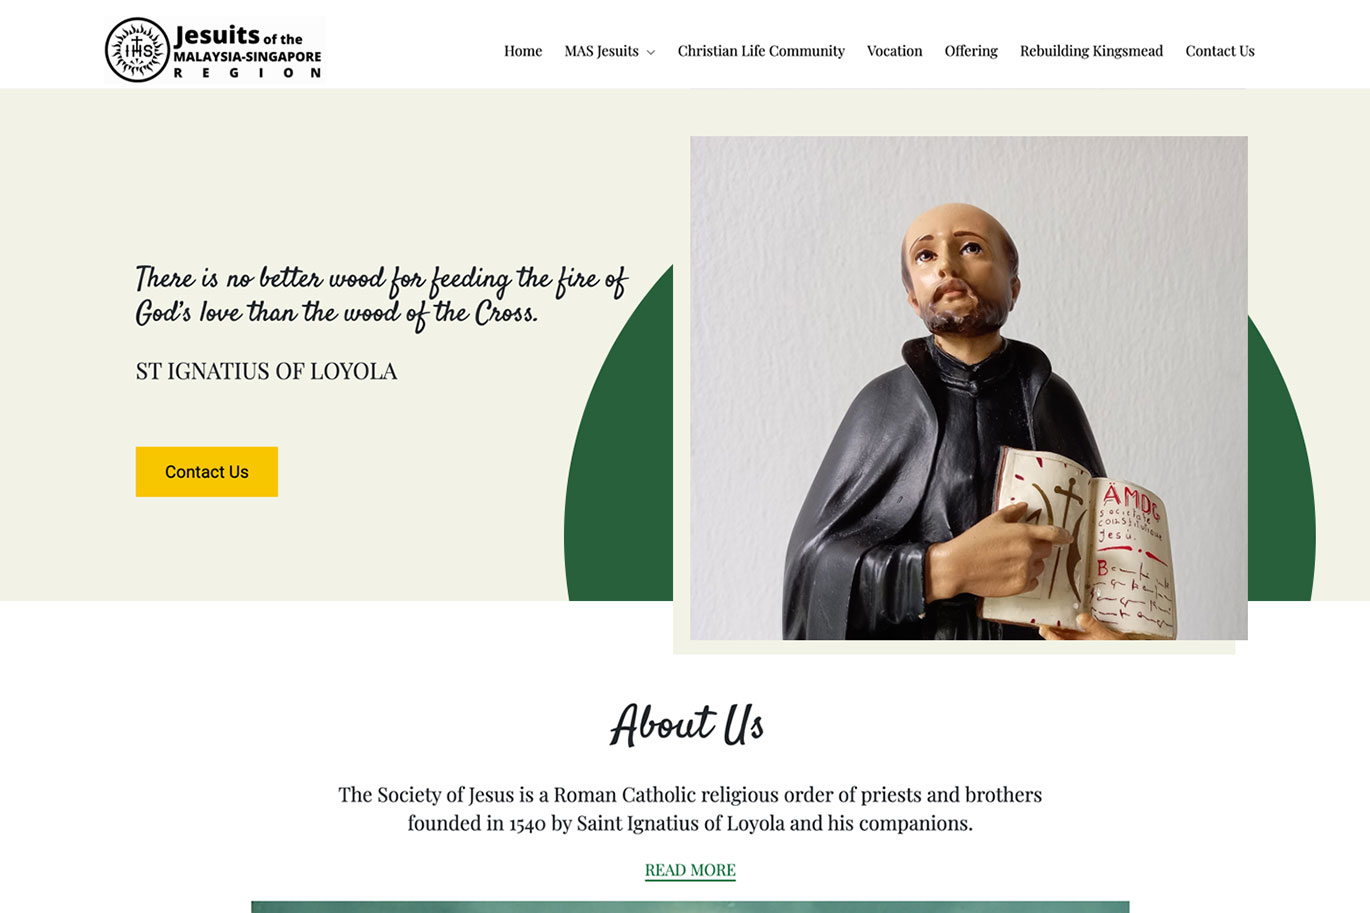 IHS
Jesuits of the
MALAYSIA-SINGAPORE
REGION
Home MAS Jesuits Christian Life Community Vocation Offering Rebuilding Kingsmead Contact Us
There is no better wood for feeding the fire of
God's love than the wood of the Cross.
ST IGNATIUS OF LOYOLA
Contact Us
ÄMDG
societate
constitutione
jesu.
About Us
The Society of Jesus is a Roman Catholic religious order of priests and brothers
founded in 1540 by Saint Ignatius of Loyola and his companions.
READ MORE